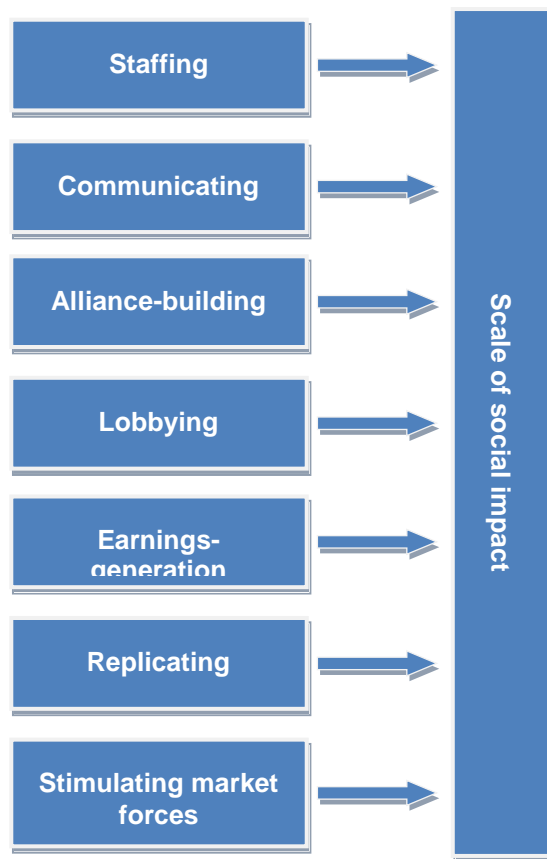 Staffing
Communicating
Alliance-building
Lobbying
Earnings-
generation
Replicating
Stimulating market
forces
Scale of social impact